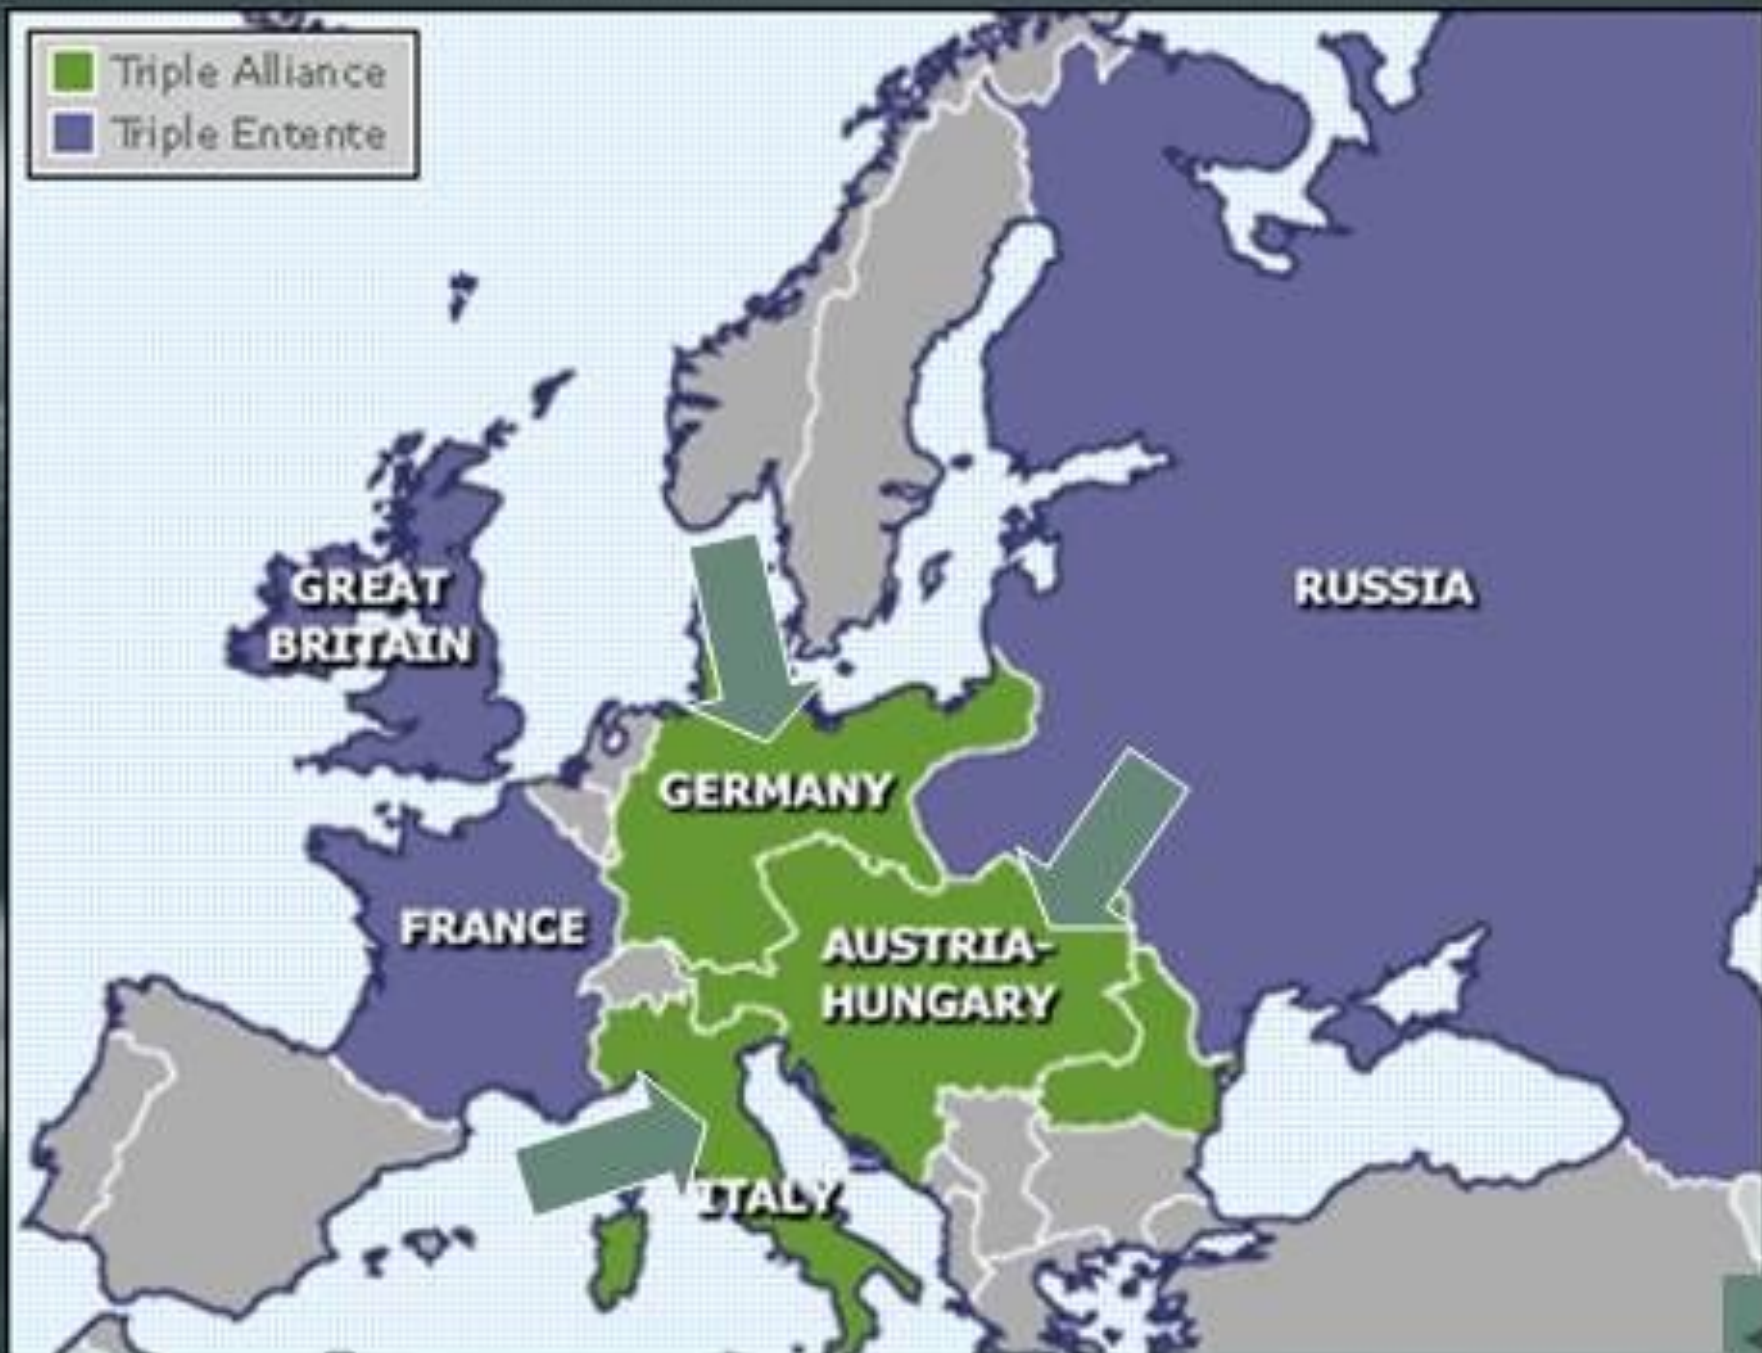 Triple Alliance
Triple Entente
GREAT
BRITAIN
RUSSIA
GERMANY
FRANCE
AUSTRIA-
HUNGARY
ITALY